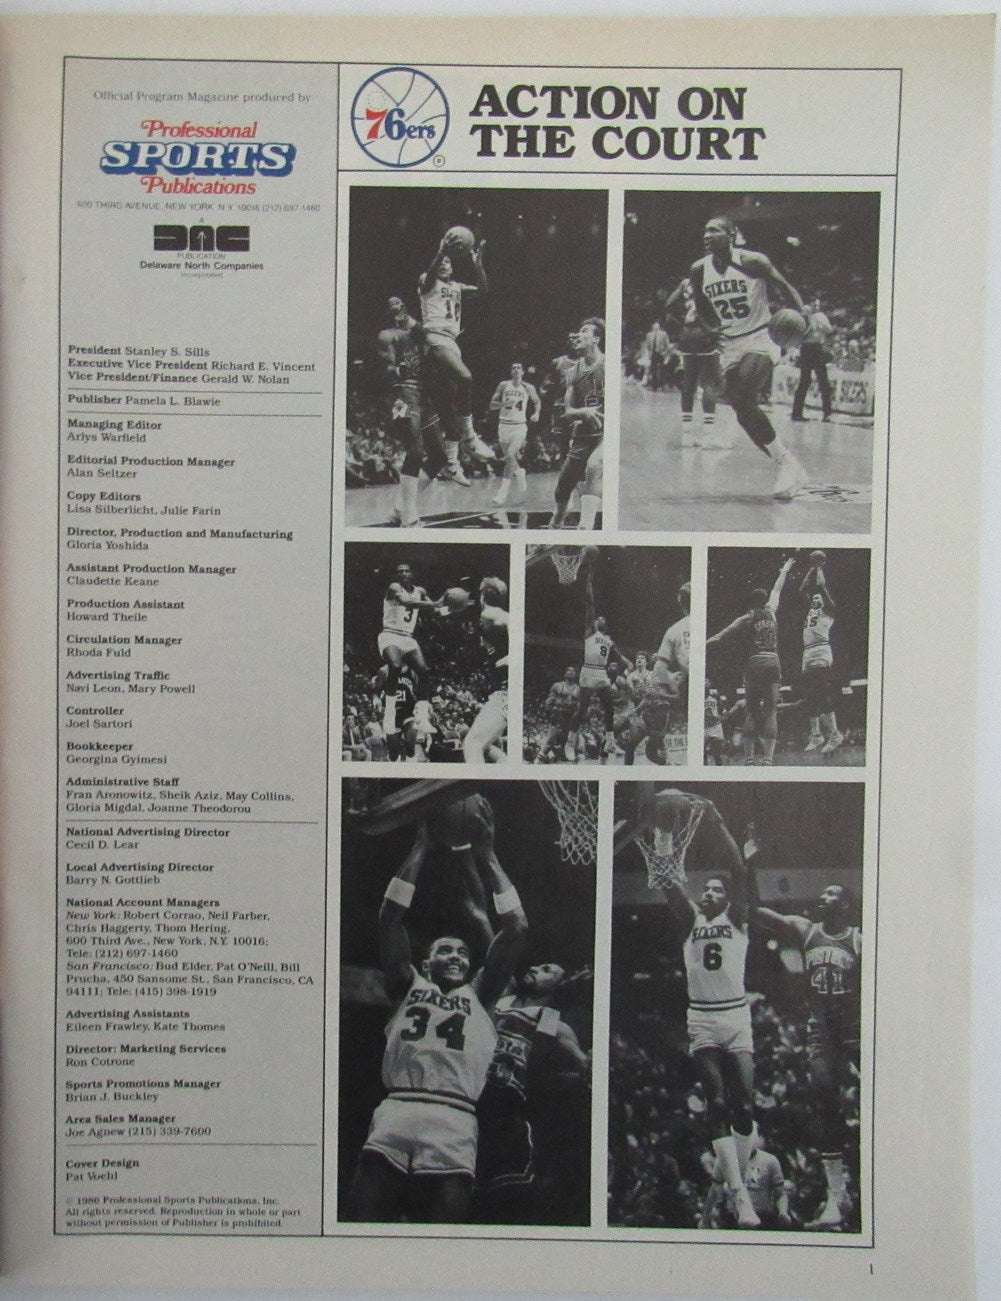 Official Program Magazine produced by
Professional
SPORTS
Publications
600 THIRD AVENUE, NEW YORK N.Y. 10016 (212) 697-1460
A
DNC
PUBLICATION
Delaware North Companies
Incorporated
President Stanley S. Sills
Executive Vice President Richard E. Vincent
Vice President/Finance Gerald W. Nolan
Publisher Pamela L. Blawie
Managing Editor
Arlys Warfield
Editorial Production Manager
Alan Seltzer
Copy Editors
Lisa Silberlicht, Julie Farin
Director, Production and Manufacturing
Gloria Yoshida
Assistant Production Manager
Claudette Keane
Production Assistant
Howard Theile
Circulation Manager
Rhoda Fuld
Advertising Traffic
Navi Leon, Mary Powell
Controller
Joel Sartori
Bookkeeper
Georgina Gyimesi
Administrative Staff
Fran Aronowitz, Sheik Aziz, May Collins,
Gloria Migdal, Joanne Theodorou
National Advertising Director
Cecil D. Lear
Local Advertising Director
Barry N. Gottlieb
National Account Managers
New York: Robert Corrao, Neil Farber,
Chris Haggerty, Thom Hering,
600 Third Ave., New York, N.Y. 10016;
Tele: (212) 697-1460
San Francisco: Bud Elder, Pat O'Neill, Bill
Prucha, 450 Sansome St., San Francisco, CA
94111; Tele: (415) 398-1919
Advertising Assistants
Eileen Frawley, Kate Thomes
Director: Marketing Services
Ron Cotrone
Sports Promotions Manager
Brian J. Buckley
Area Sales Manager
Joe Agnew (215) 339-7600
Cover Design
Pat Voehl
© 1986 Professional Sports Publications, Inc.
All rights reserved. Reproduction in whole or part
without permission of Publisher is prohibited.
76ers
®
ACTION ON
THE COURT
SIXERS
25
24
3
21
9
SIXERS
34
SIXERS
6
PISTONS
41
1